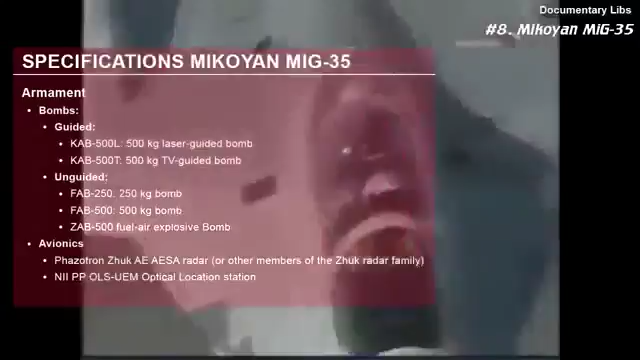 Documentary Libs
#8. Mikoyan MiG-35
SPECIFICATIONS MIKOYAN MIG-35
Armament
• Bombs:
• Guided:
• KAB-500L: 500 kg laser-guided bomb
• KAB-500T: 500 kg TV-guided bomb
• Unguided:
• FAB-250: 250 kg bomb
• FAB-500: 500 kg bomb
• ZAB-500 fuel-air explosive Bomb
• Avionics
• Phazotron Zhuk AE AESA radar (or other members of the Zhuk radar family)
• NII PP OLS-UEM Optical Location station